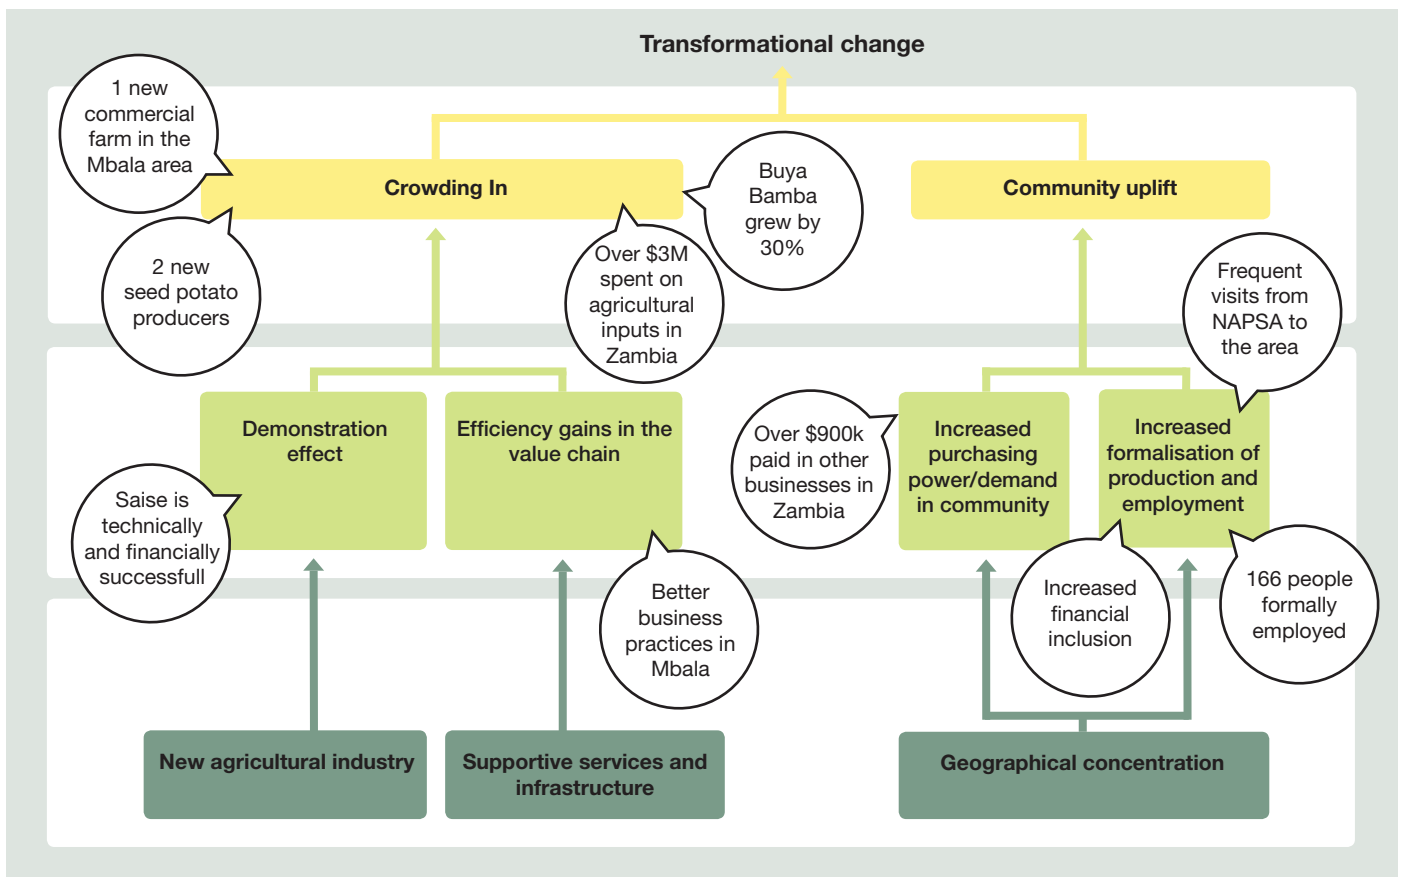 Transformational change
1 new
commercial
farm in the
Mbala area
Crowding In
Buya
Bamba
grew by
30%
Community uplift
2 new
seed potato
producers
Over $3M
spent on
agricultural
inputs in
Zambia
Frequent
visits from
NAPSA to
the area
Demonstration
effect
Efficiency gains in the
value chain
Over $900k
paid in other
businesses in
Zambia
Increased
purchasing
power/demand
in community
Increased
formalisation of
production and
employment
Saise is
technically
and financially
successfull
Better
business
practices in
Mbala
Increased
financial
inclusion
166 people
formally
employed
New agricultural industry
Supportive services and
infrastructure
Geographical concentration